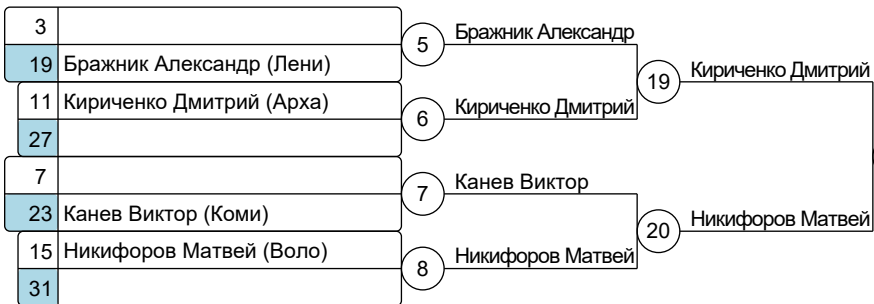 3
19 Бражник Александр (Лени)
11 Кириченко Дмитрий (Арха)
27
7
23 Канев Виктор (Коми)
15 Никифоров Матвей (Воло)
31
5
6
7
8
Бражник Александр
Кириченко Дмитрий
Канев Виктор
Никифоров Матвей
19
20
Кириченко Дмитрий
Никифоров Матвей